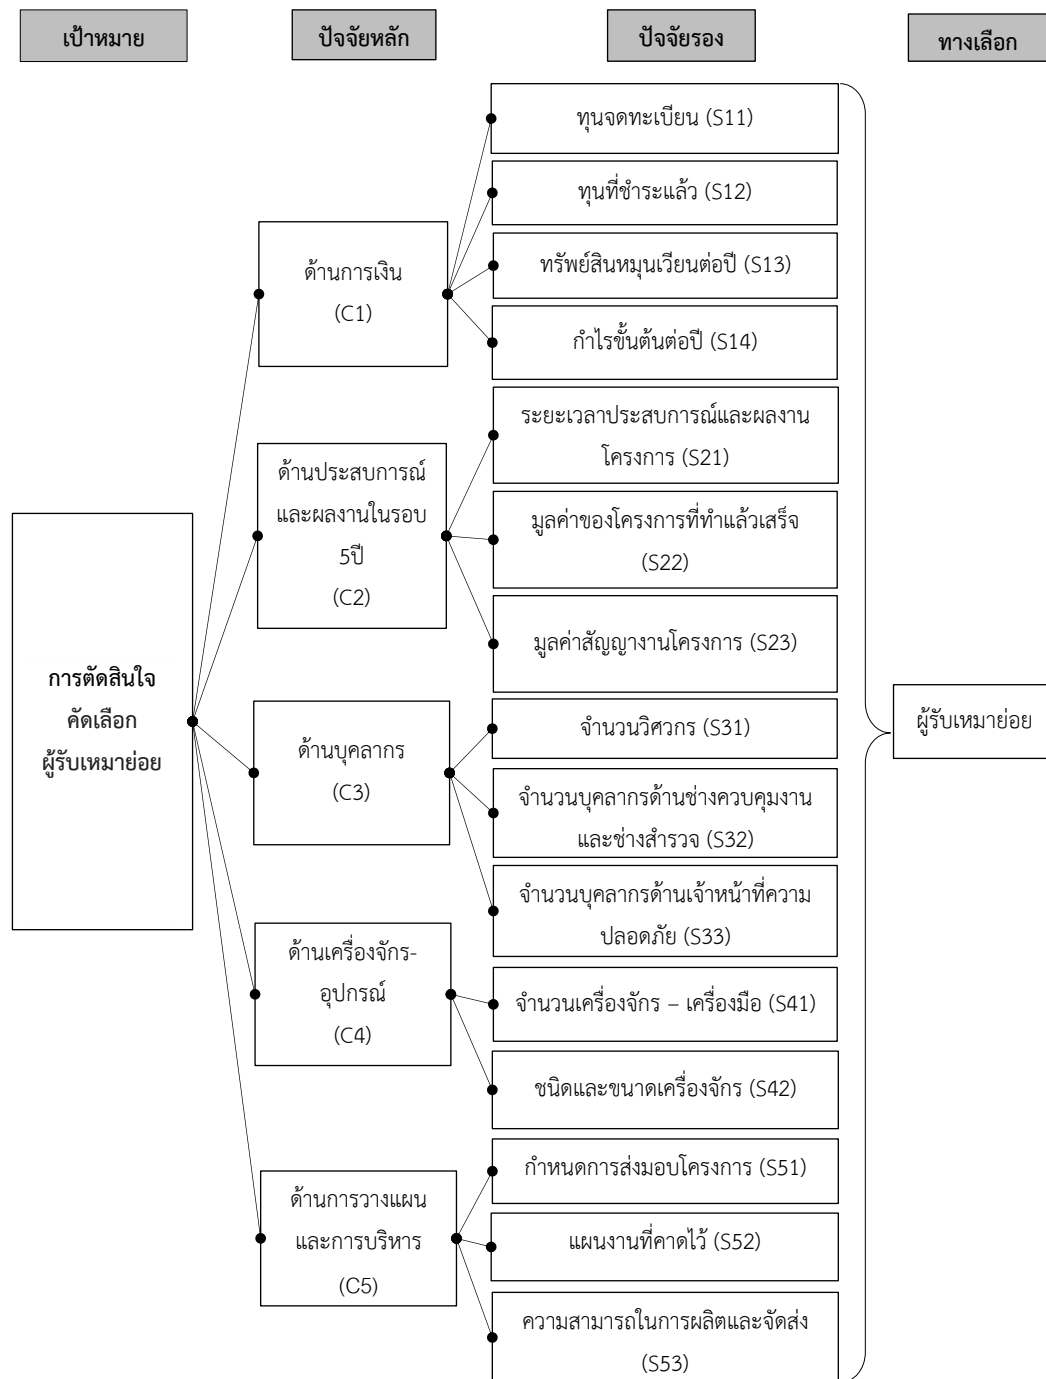 เป้าหมาย
ปัจจัยหลัก
ปัจจัยรอง
ทางเลือก
การตัดสินใจ
คัดเลือก
ผู้รับเหมาย่อย
ด้านการเงิน
(C1)
ทุนจดทะเบียน (S11)
ทุนที่ชำระแล้ว (S12)
ทรัพย์สินหมุนเวียนต่อปี (S13)
กำไรขั้นต้นต่อปี (S14)
ด้านประสบการณ์
และผลงานในรอบ
5ปี
(C2)
ระยะเวลาประสบการณ์และผลงาน
โครงการ (S21)
มูลค่าของโครงการที่ทำแล้วเสร็จ
(S22)
มูลค่าสัญญางานโครงการ (S23)
ด้านบุคลากร
(C3)
จำนวนวิศวกร (S31)
จำนวนบุคลากรด้านช่างควบคุมงาน
และช่างสำรวจ (S32)
จำนวนบุคลากรด้านเจ้าหน้าที่ความ
ปลอดภัย (S33)
ด้านเครื่องจักร-
อุปกรณ์
(C4)
จำนวนเครื่องจักร – เครื่องมือ (S41)
ชนิดและขนาดเครื่องจักร (S42)
ด้านการวางแผน
และการบริหาร
(C5)
กำหนดการส่งมอบโครงการ (S51)
แผนงานที่คาดไว้ (S52)
ความสามารถในการผลิตและจัดส่ง
(S53)
ผู้รับเหมาย่อย